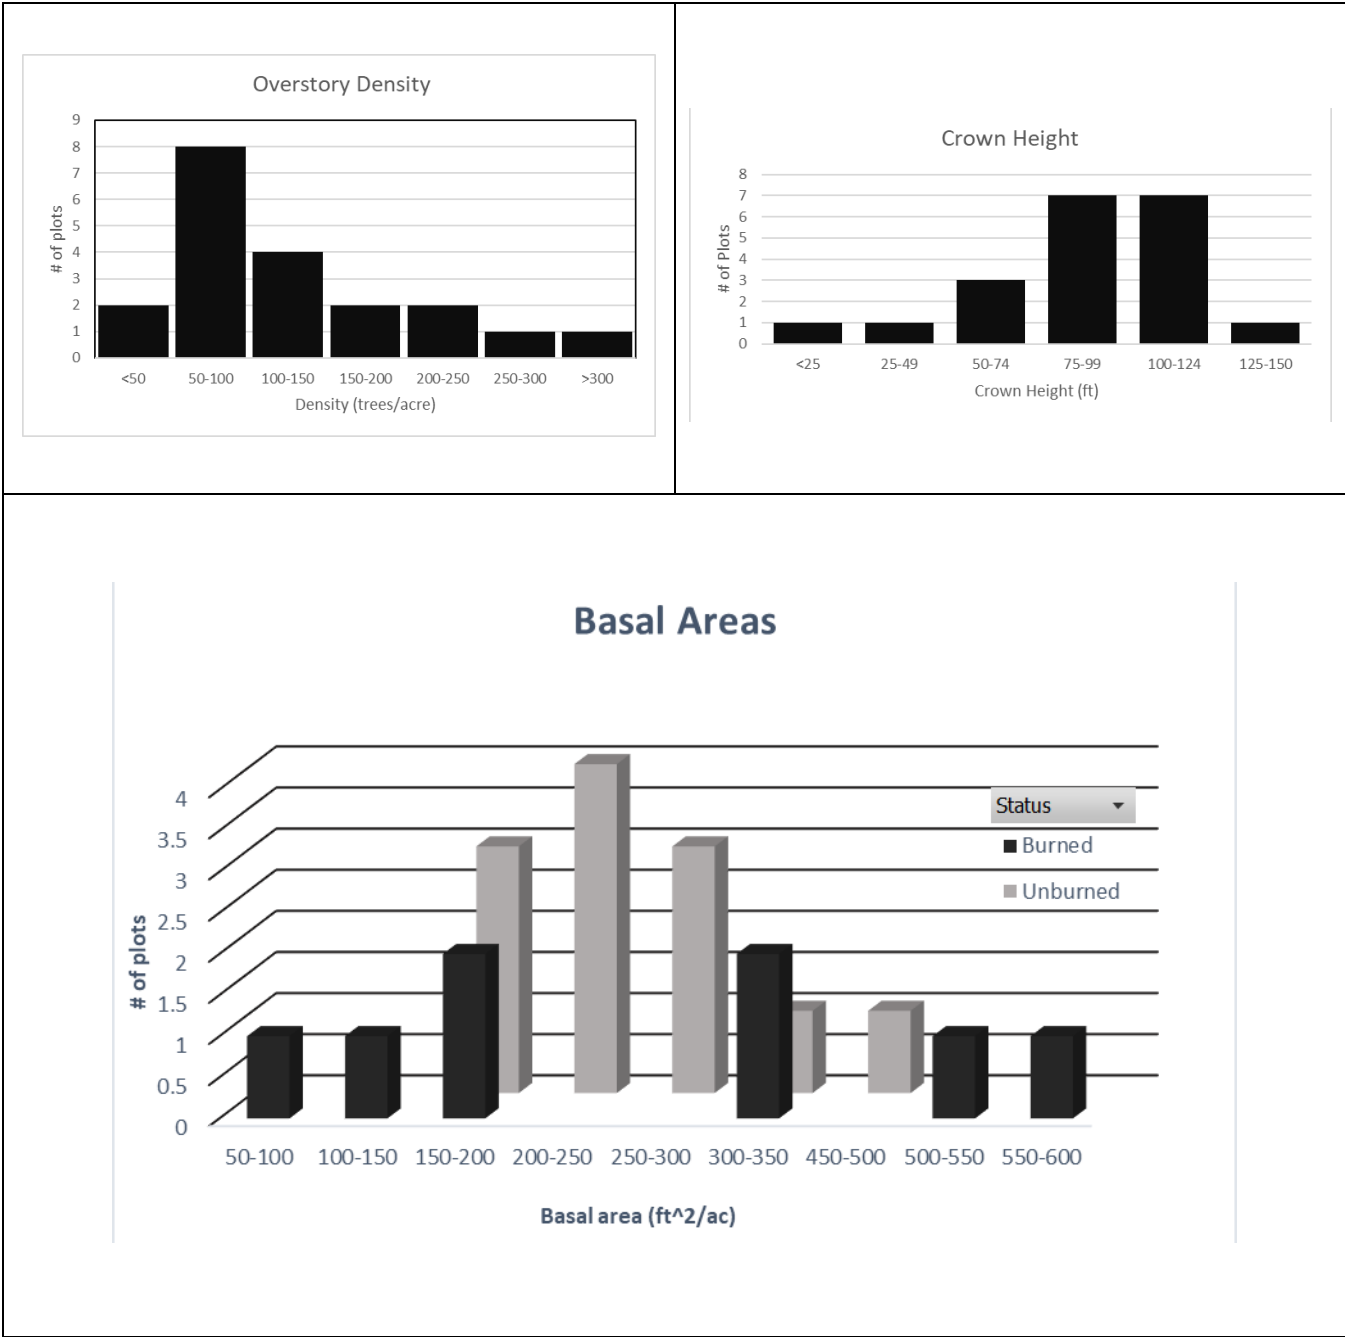 Overstory Density
9
8
7
6
5
4
3
2
1
0
# of plots
<50 50-100 100-150 150-200 200-250 250-300 >300
Density (trees/acre)
Crown Height
8
7
6
5
4
3
2
1
0
# of Plots
<25 25-49 50-74 75-99 100-124 125-150
Crown Height (ft)
Basal Areas
4
3.5
3
2.5
2
1.5
1
0.5
0
# of plots
Status
Burned
Unburned
50-100 100-150 150-200 200-250 250-300 300-350 450-500 500-550 550-600
Basal area (ft^2/ac)